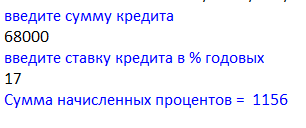 введите сумму кредита
68000
введите ставку кредита в % годовых
17
Сумма начисленных процентов =  1156